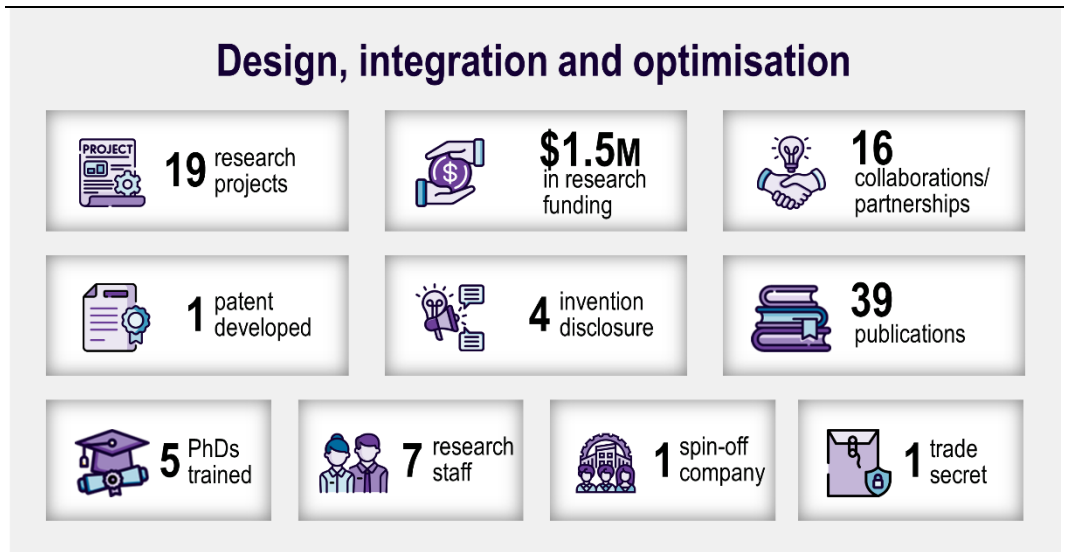 Design, integration and optimisation
PROJECT
19 research
projects
$1.5M
in research
funding
16
collaborations/
partnerships
1 patent
developed
4 invention
disclosure
39
publications
5 PhDs
trained
7 research
staff
1 spin-off
company
1 trade
secret